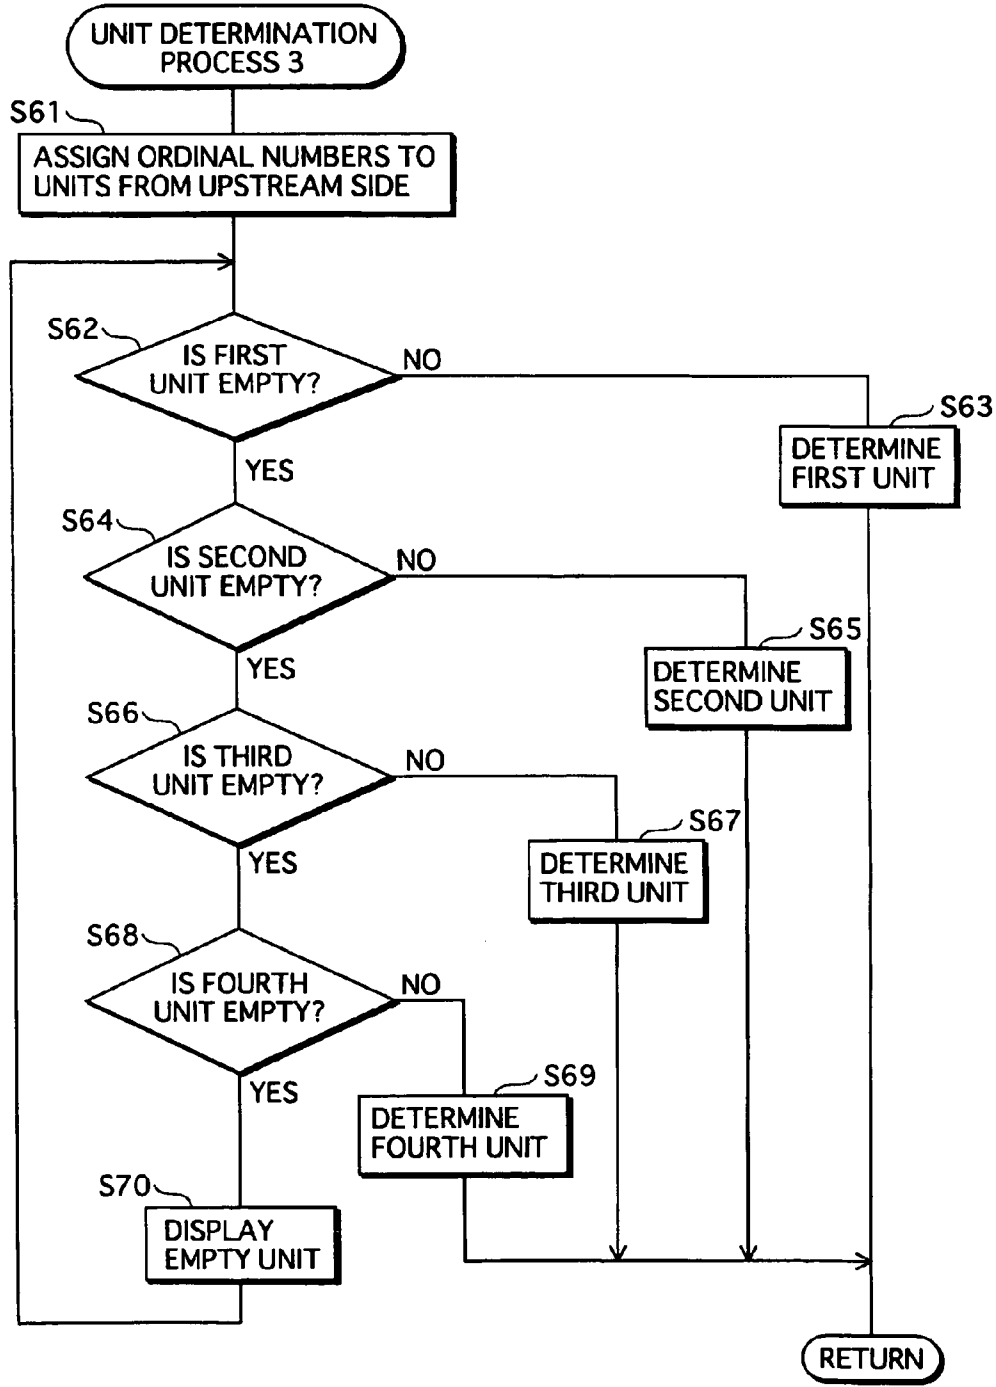 UNIT DETERMINATION
PROCESS 3
S61
ASSIGN ORDINAL NUMBERS TO
UNITS FROM UPSTREAM SIDE
S62
IS FIRST
UNIT EMPTY?
NO
YES
S63
DETERMINE
FIRST UNIT
S64
IS SECOND
UNIT EMPTY?
NO
YES
S65
DETERMINE
SECOND UNIT
S66
IS THIRD
UNIT EMPTY?
NO
YES
S67
DETERMINE
THIRD UNIT
S68
IS FOURTH
UNIT EMPTY?
NO
YES
S69
DETERMINE
FOURTH UNIT
S70
DISPLAY
EMPTY UNIT
RETURN